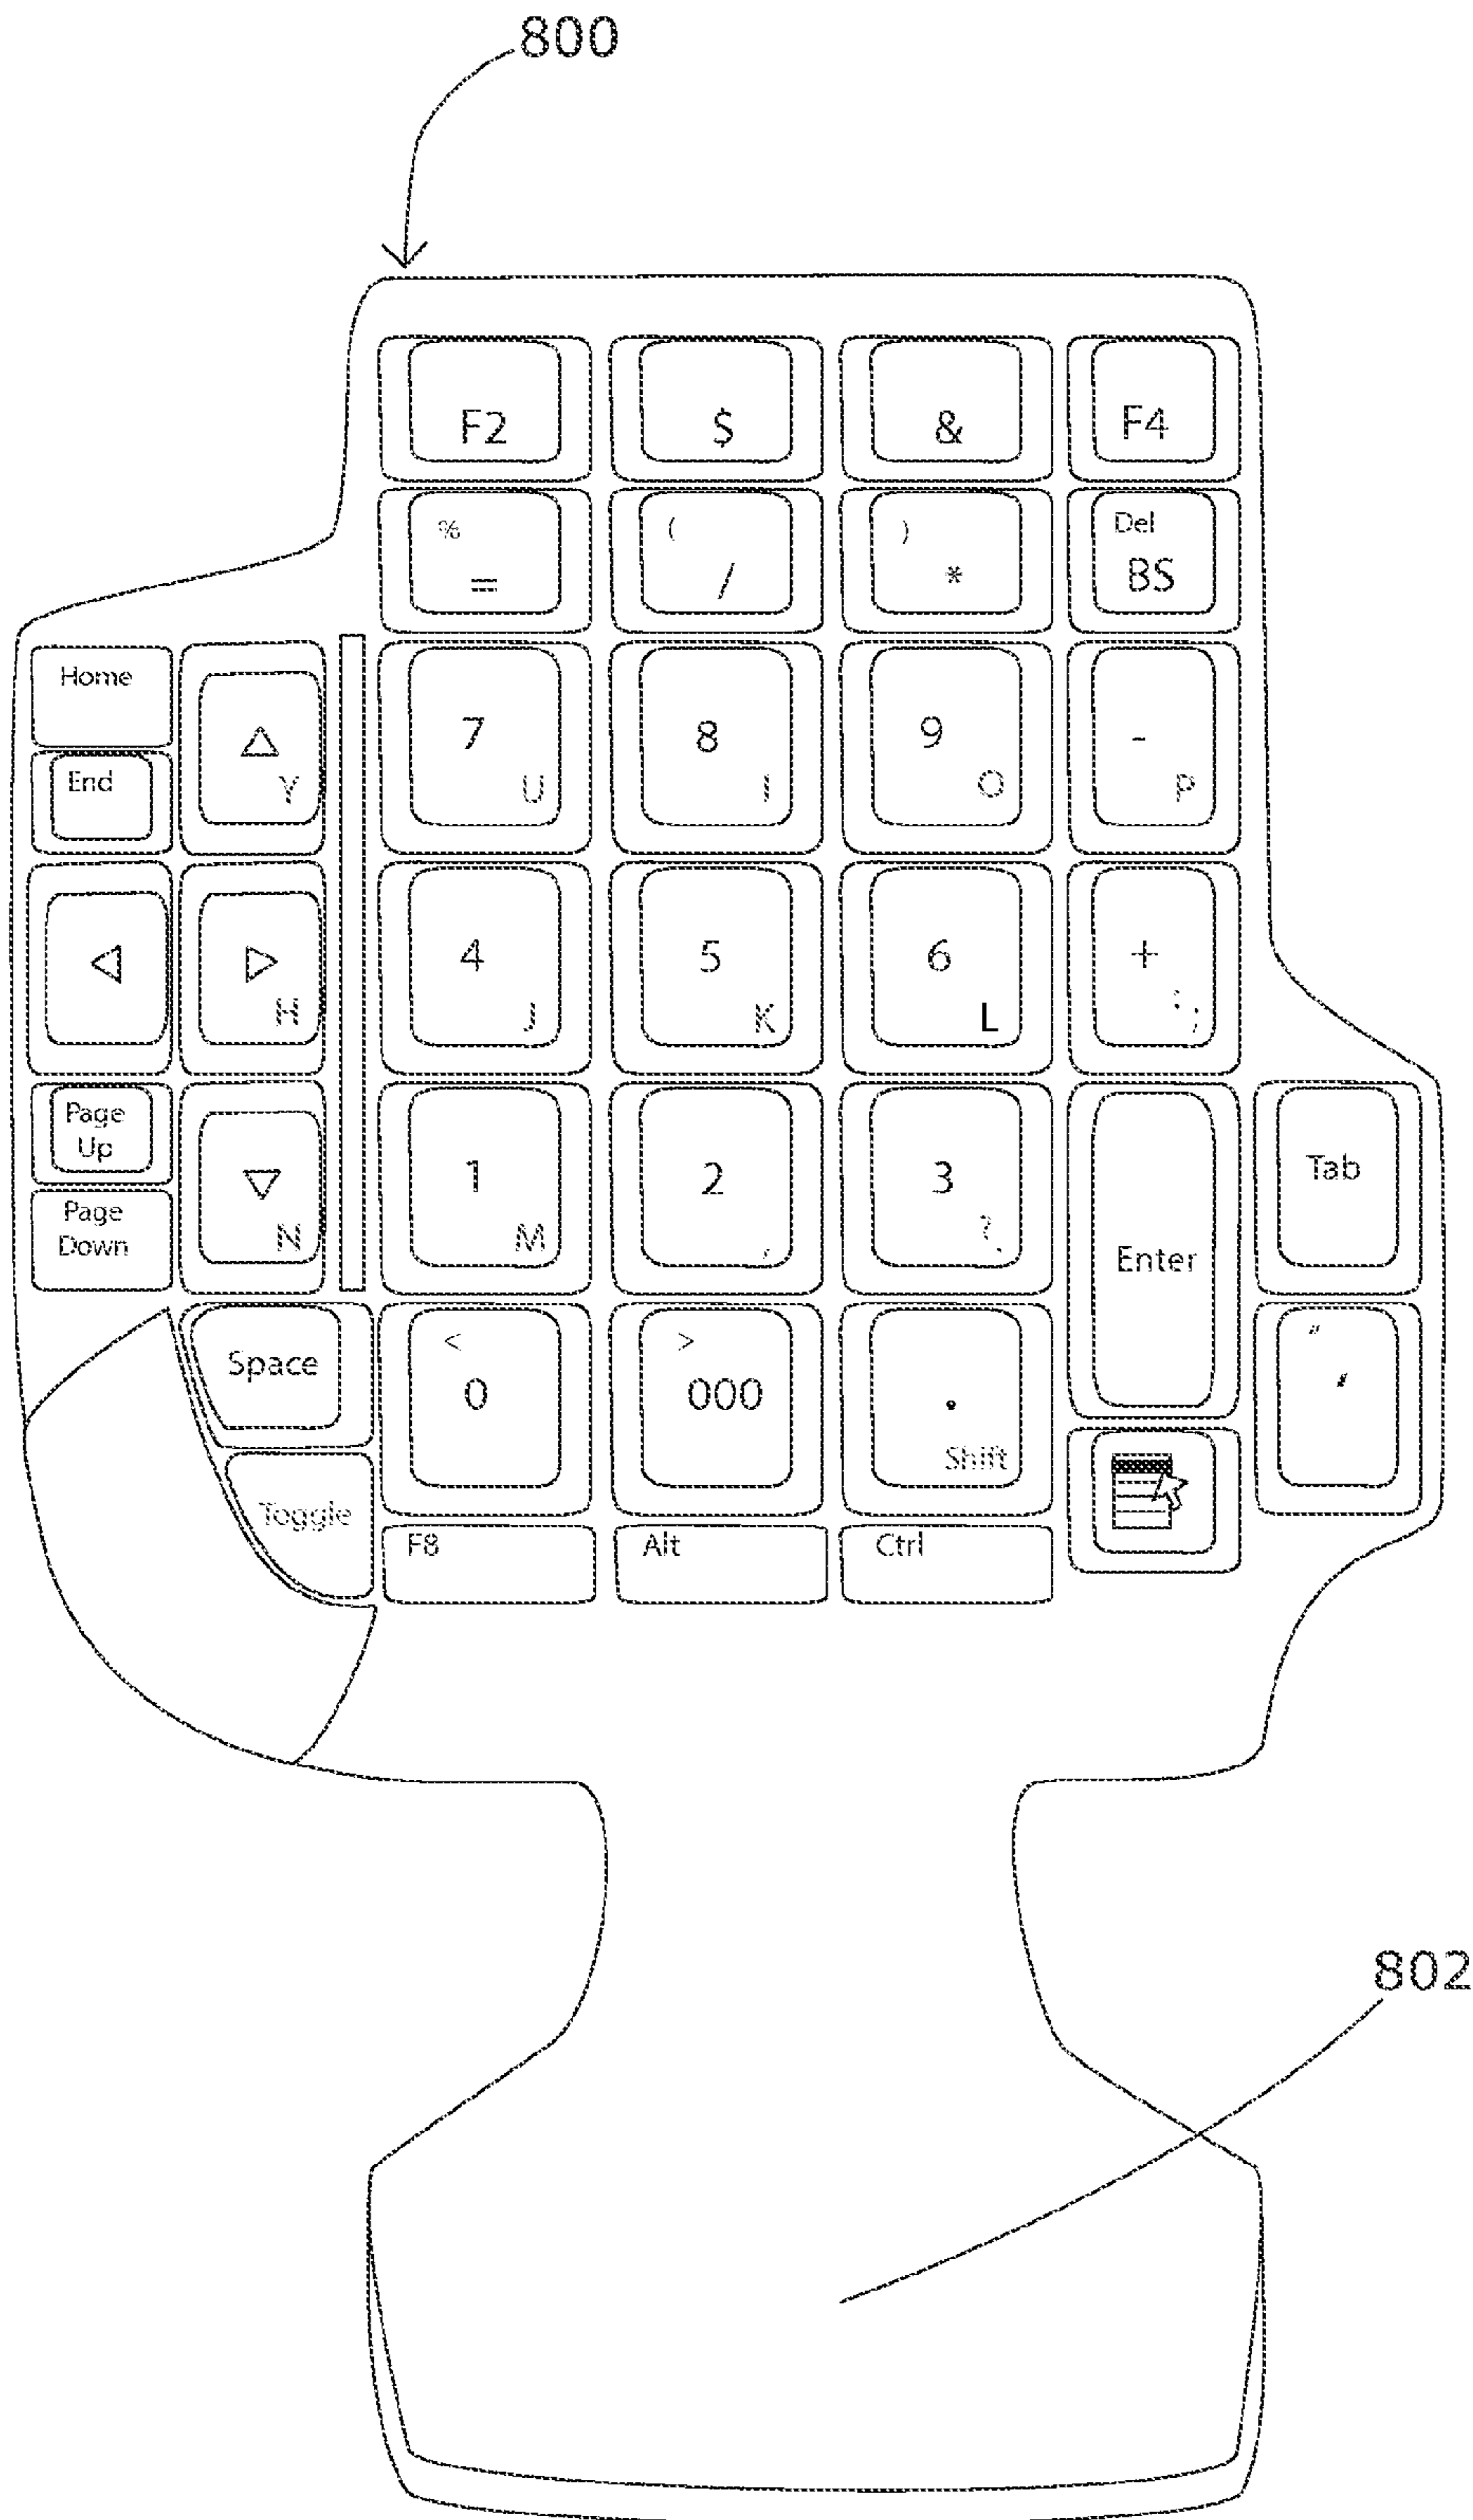 800
F2 $ & F4
% ( ) Del
= / * BS
Home
End
Y
7 8 9 -
U I O P
H
4 5 6 +
J K L : ;
Page
Up
Page
Down
N
1 2 3
M , ? .
Enter
Tab
Space
< >
0 000 .
Shift
" '
Toggle
F8 Alt Ctrl
802